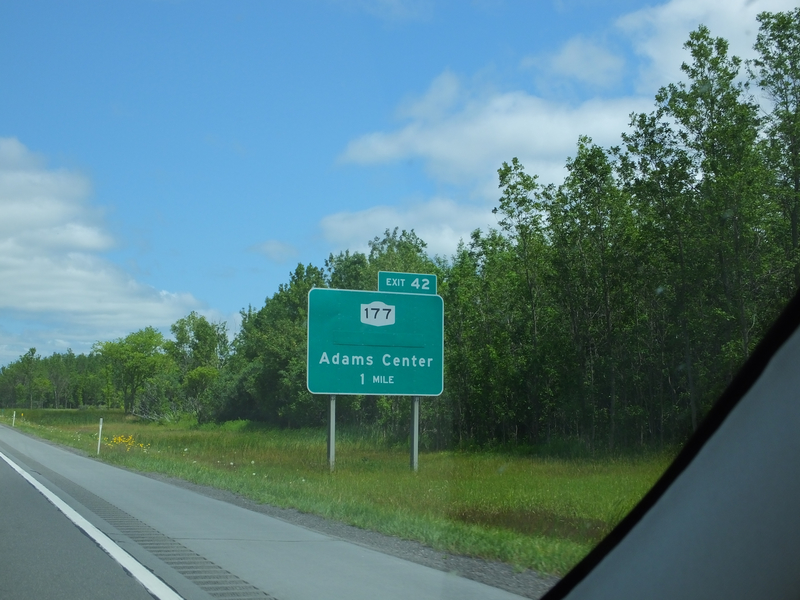 EXIT 42
177
Adams Center
1 MILE